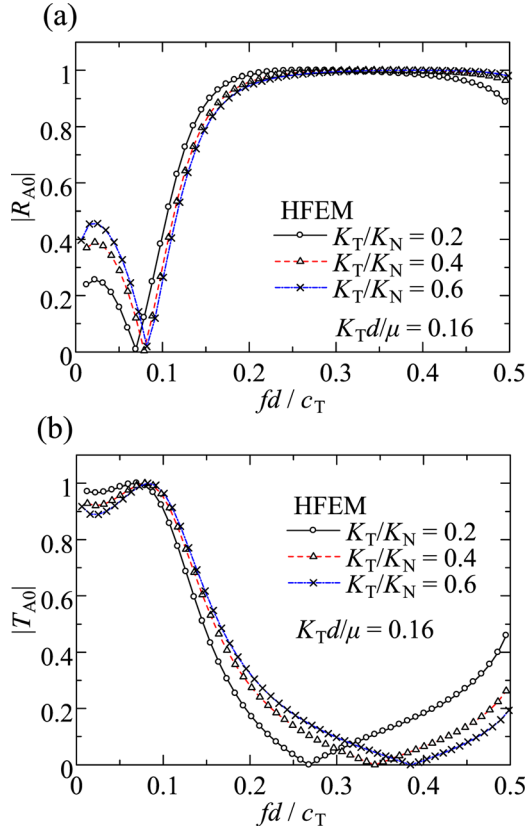 (a)
1
0.8
0.6
0.4
0.2
0
|R_A0|
HFEM
K_T/K_N = 0.2
K_T/K_N = 0.4
K_T/K_N = 0.6
K_Td/μ = 0.16
0 0.1 0.2 0.3 0.4 0.5
fd / c_T
(b)
1
0.8
0.6
0.4
0.2
0
|T_A0|
HFEM
K_T/K_N = 0.2
K_T/K_N = 0.4
K_T/K_N = 0.6
K_Td/μ = 0.16
0 0.1 0.2 0.3 0.4 0.5
fd / c_T